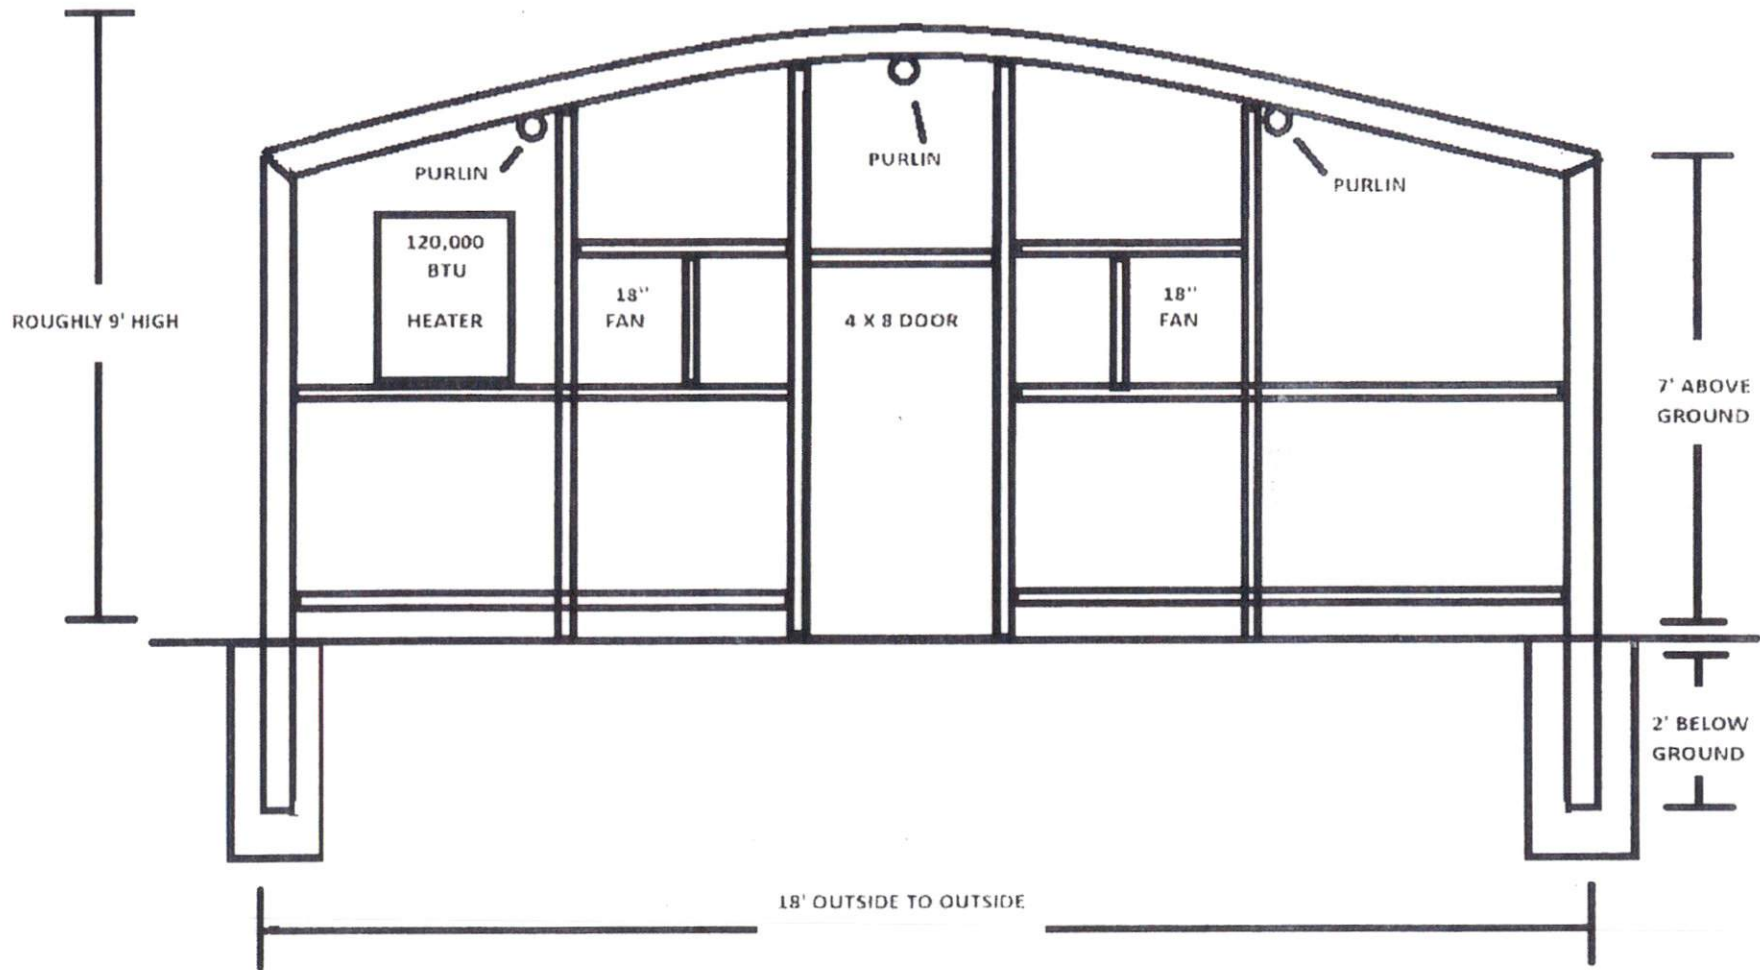 PURLIN
PURLIN
PURLIN
120,000
BTU
HEATER
18"
FAN
4 X 8 DOOR
18"
FAN
ROUGHLY 9' HIGH
7' ABOVE
GROUND
2' BELOW
GROUND
18' OUTSIDE TO OUTSIDE